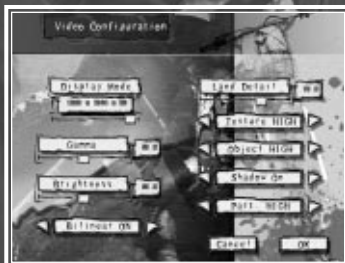 Video Configuration
Display Mode
Land Detail
Texture HIGH
Gamma
Object HIGH
Brightness
Shadow On
Bilinear ON
Part. HIGH
Cancel
OK